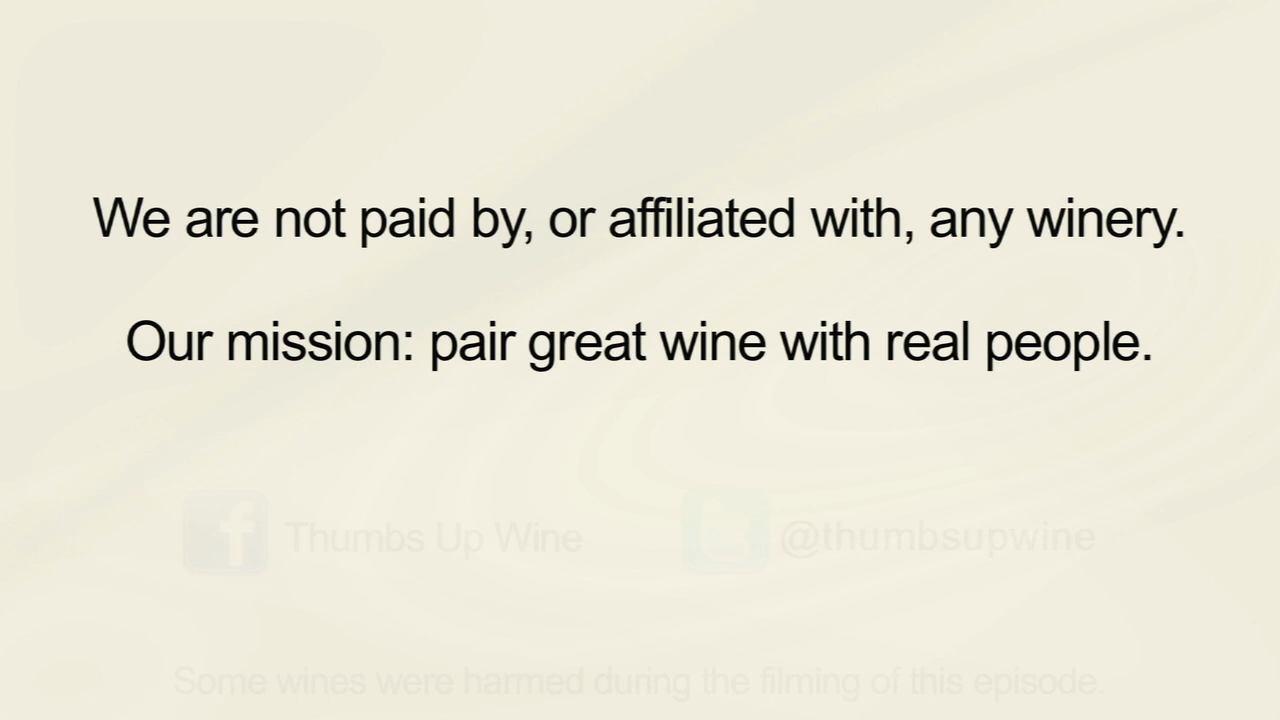 We are not paid by, or affiliated with, any winery.
Our mission: pair great wine with real people.
f Thumbs Up Wine t @thumbsupwine
Some wines were harmed during the filming of this episode.